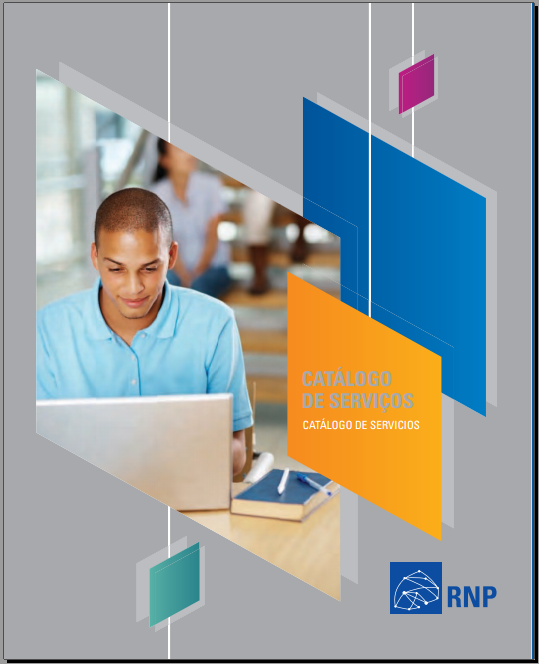 CATÁLOGO
DE SERVIÇOS
CATÁLOGO DE SERVICIOS
RNP